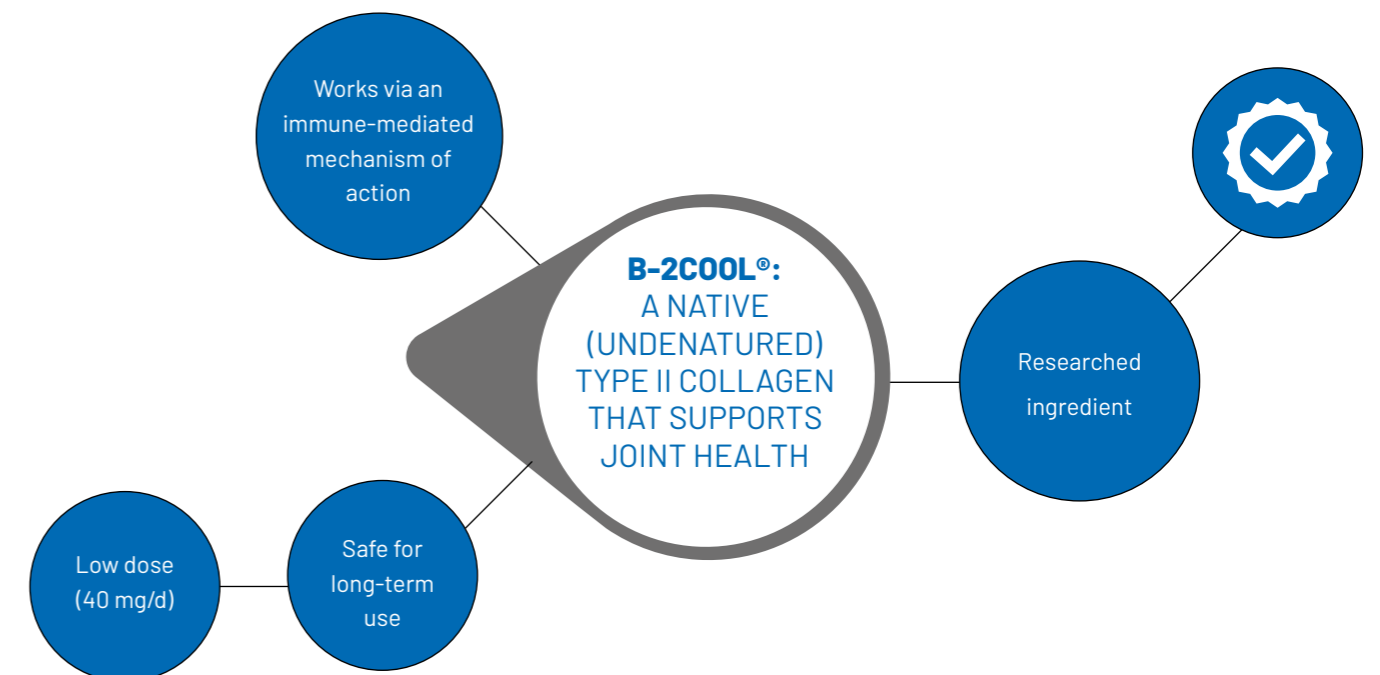 Works via an
immune-mediated
mechanism of
action
B-2COOL®:
A NATIVE
(UNDENATURED)
TYPE II COLLAGEN
THAT SUPPORTS
JOINT HEALTH
Researched
ingredient
Safe for
long-term
use
Low dose
(40 mg/d)